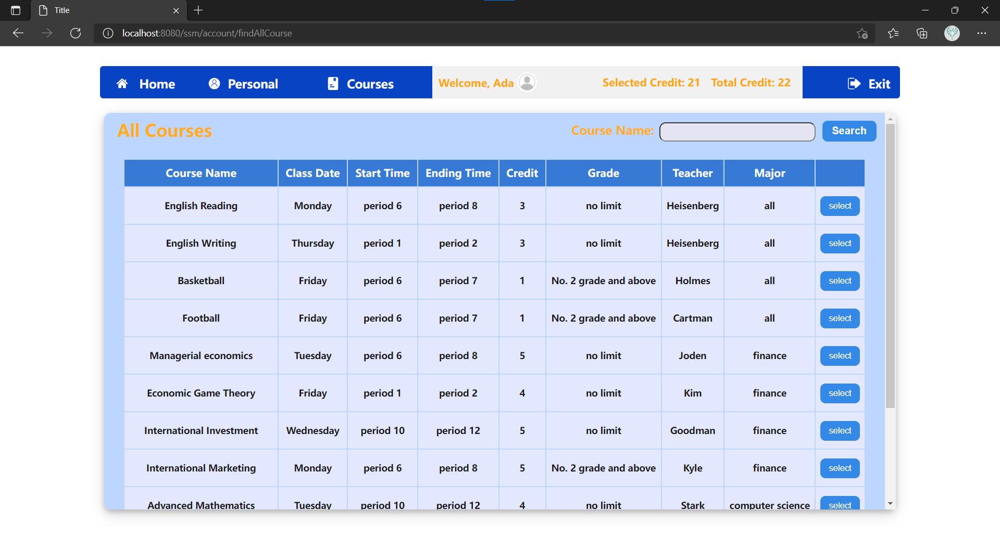 Title
localhost:8080/ssm/account/findAllCourse
Home Personal Courses Welcome, Ada Selected Credit: 21 Total Credit: 22 Exit
All Courses Course Name: Search
Course Name Class Date Start Time Ending Time Credit Grade Teacher Major
English Reading Monday period 6 period 8 3 no limit Heisenberg all select
English Writing Thursday period 1 period 2 3 no limit Heisenberg all select
Basketball Friday period 6 period 7 1 No. 2 grade and above Holmes all select
Football Friday period 6 period 7 1 No. 2 grade and above Cartman all select
Managerial economics Tuesday period 6 period 8 5 no limit Joden finance select
Economic Game Theory Friday period 1 period 2 4 no limit Kim finance select
International Investment Wednesday period 10 period 12 5 no limit Goodman finance select
International Marketing Monday period 6 period 8 5 No. 2 grade and above Kyle finance select
Advanced Mathematics Tuesday period 10 period 12 4 no limit Stark computer science select